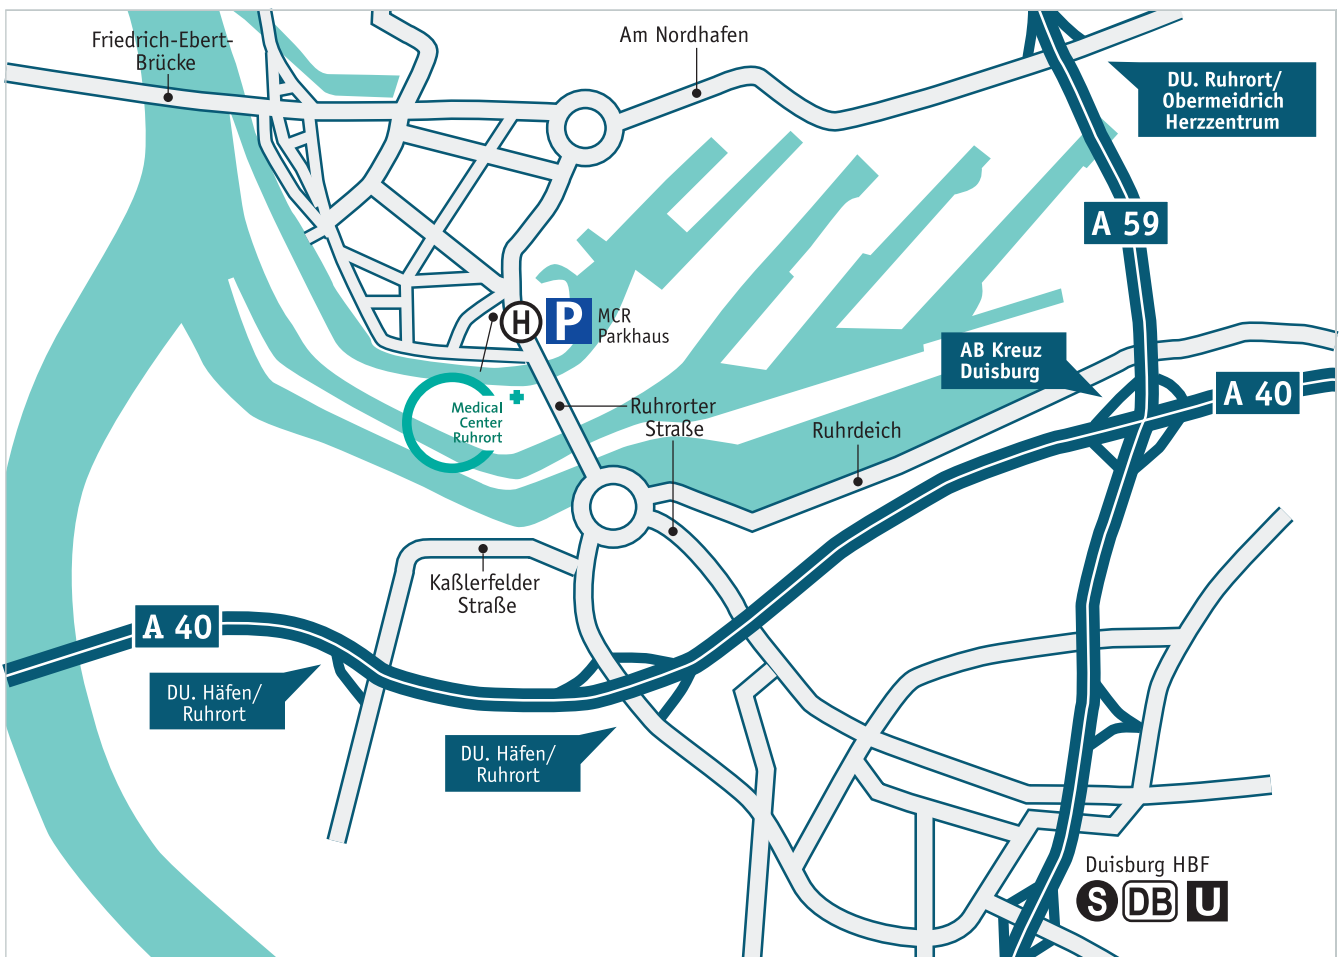 Friedrich-Ebert-
Brücke
Am Nordhafen
DU. Ruhrort/
Obermeidrich
Herzzentrum
A 59
H
P
MCR
Parkhaus
AB Kreuz
Duisburg
A 40
Medical
Center
Ruhrort
Ruhrorter
Straße
Ruhrdeich
Kaßlerfelder
Straße
A 40
DU. Häfen/
Ruhrort
DU. Häfen/
Ruhrort
Duisburg HBF
S DB U